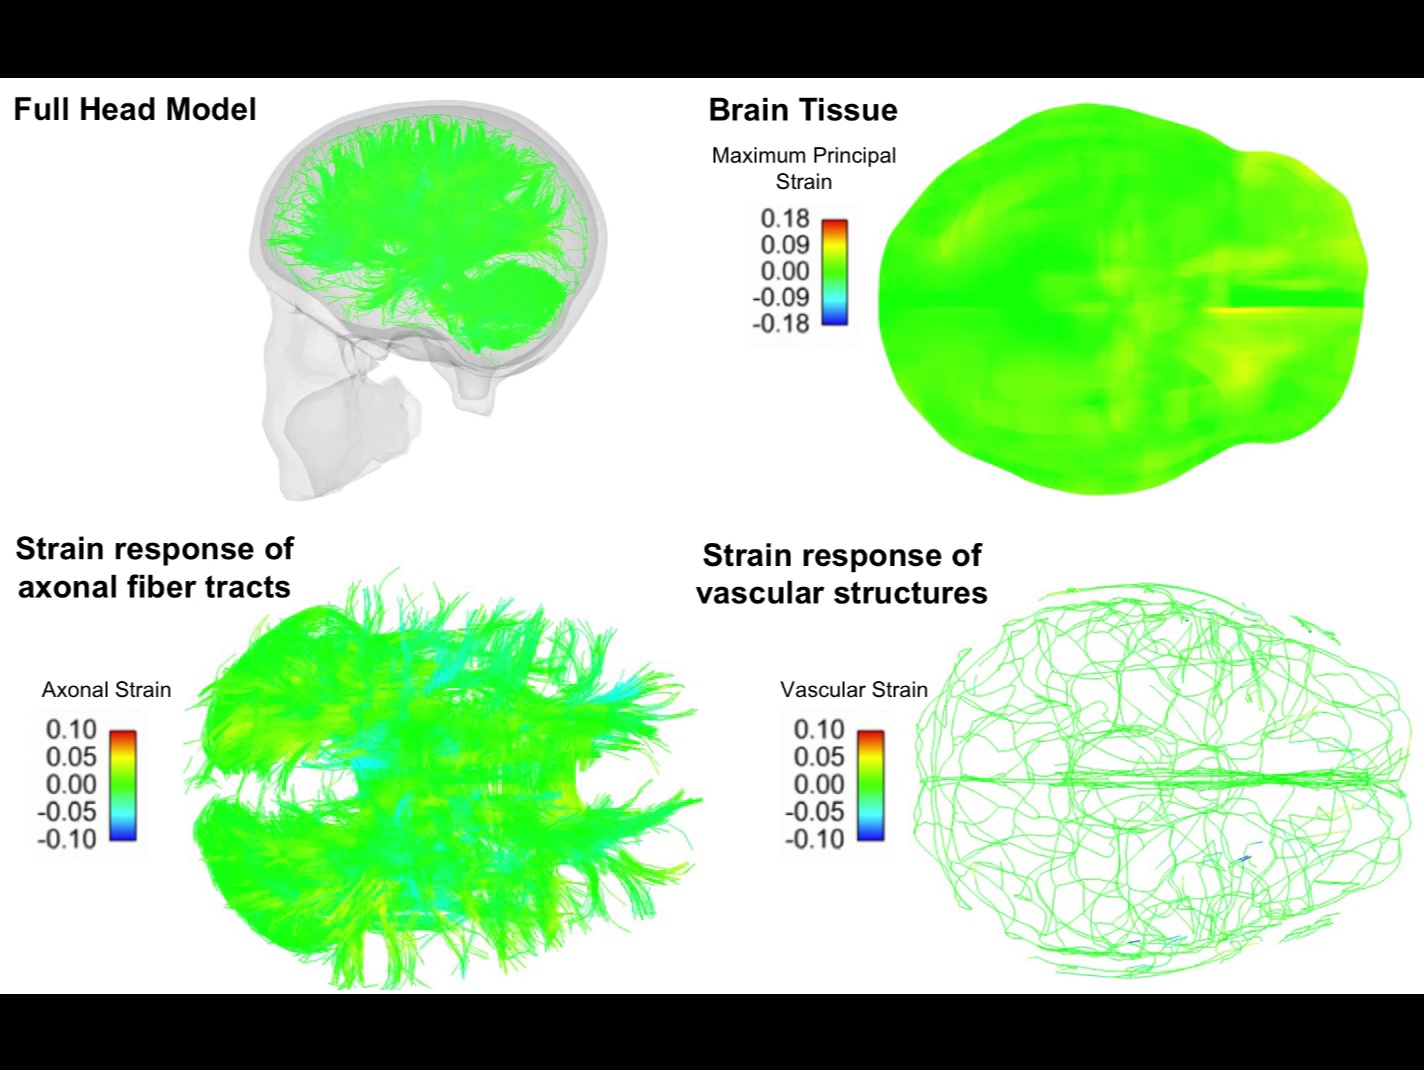 Full Head Model
Brain Tissue
Maximum Principal
Strain
0.18
0.09
0.00
-0.09
-0.18
Strain response of
axonal fiber tracts
Axonal Strain
0.10
0.05
0.00
-0.05
-0.10
Strain response of
vascular structures
Vascular Strain
0.10
0.05
0.00
-0.05
-0.10